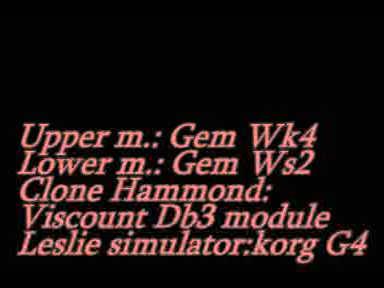 Upper m.: Gem Wk4
Lower m.: Gem Ws2
Clone Hammond:
Viscount Db3 module
Leslie simulator:korg G4